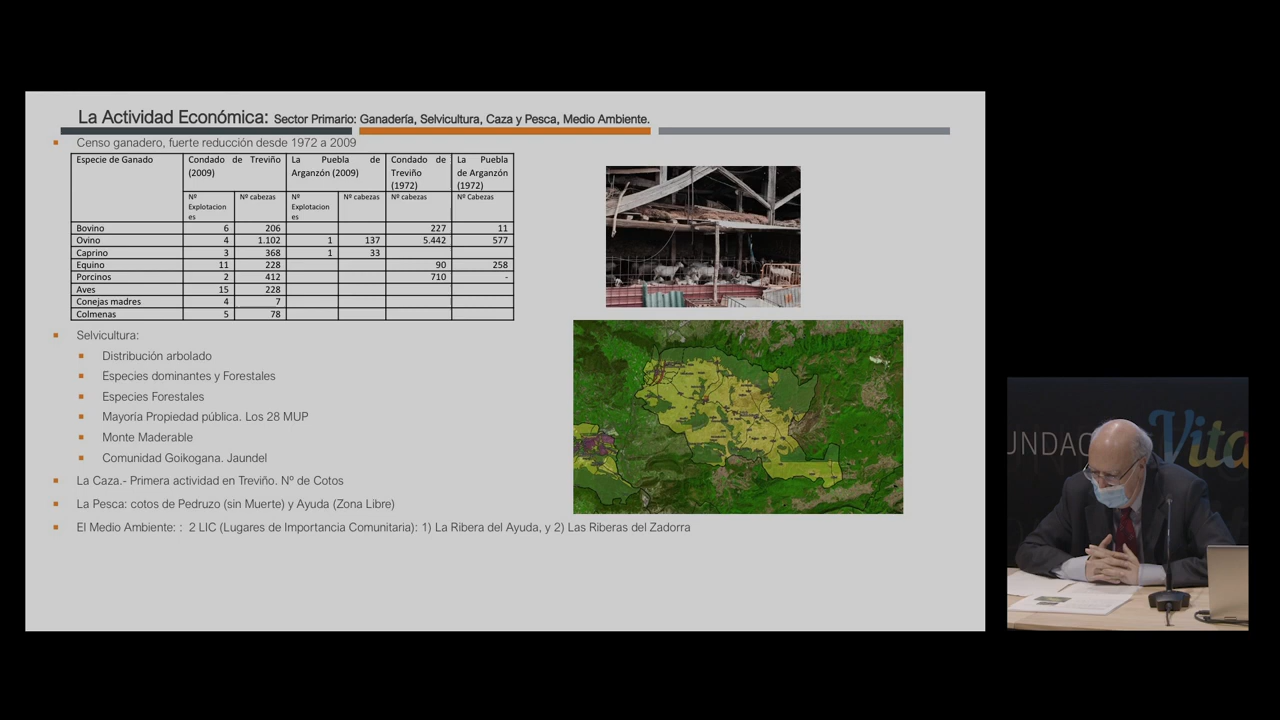 La Actividad Económica: Sector Primario: Ganadería, Selvicultura, Caza y Pesca, Medio Ambiente.
Censo ganadero, fuerte reducción desde 1972 a 2009
Especie de Ganado | Condado de Treviño (2009) | La Puebla de Arganzón (2009) | Condado de Treviño (1972) | La Puebla de Arganzón (1972)
Nº Explotaciones | Nº cabezas | Nº Explotaciones | Nº cabezas | Nº cabezas | Nº Cabezas
Bovino 6 206 227 11
Ovino 4 1.102 1 137 5.442 577
Caprino 3 368 1 33
Equino 11 228 90 258
Porcinos 2 412 710 -
Aves 15 228
Conejas madres 4 7
Colmenas 5 78
Selvicultura:
Distribución arbolado
Especies dominantes y Forestales
Especies Forestales
Mayoría Propiedad pública. Los 28 MUP
Monte Maderable
Comunidad Goikogana. Jaundel
La Caza.- Primera actividad en Treviño. Nº de Cotos
La Pesca: cotos de Pedruzo (sin Muerte) y Ayuda (Zona Libre)
El Medio Ambiente: : 2 LIC (Lugares de Importancia Comunitaria): 1) La Ribera del Ayuda, y 2) Las Riberas del Zadorra
UNDAC
Vita